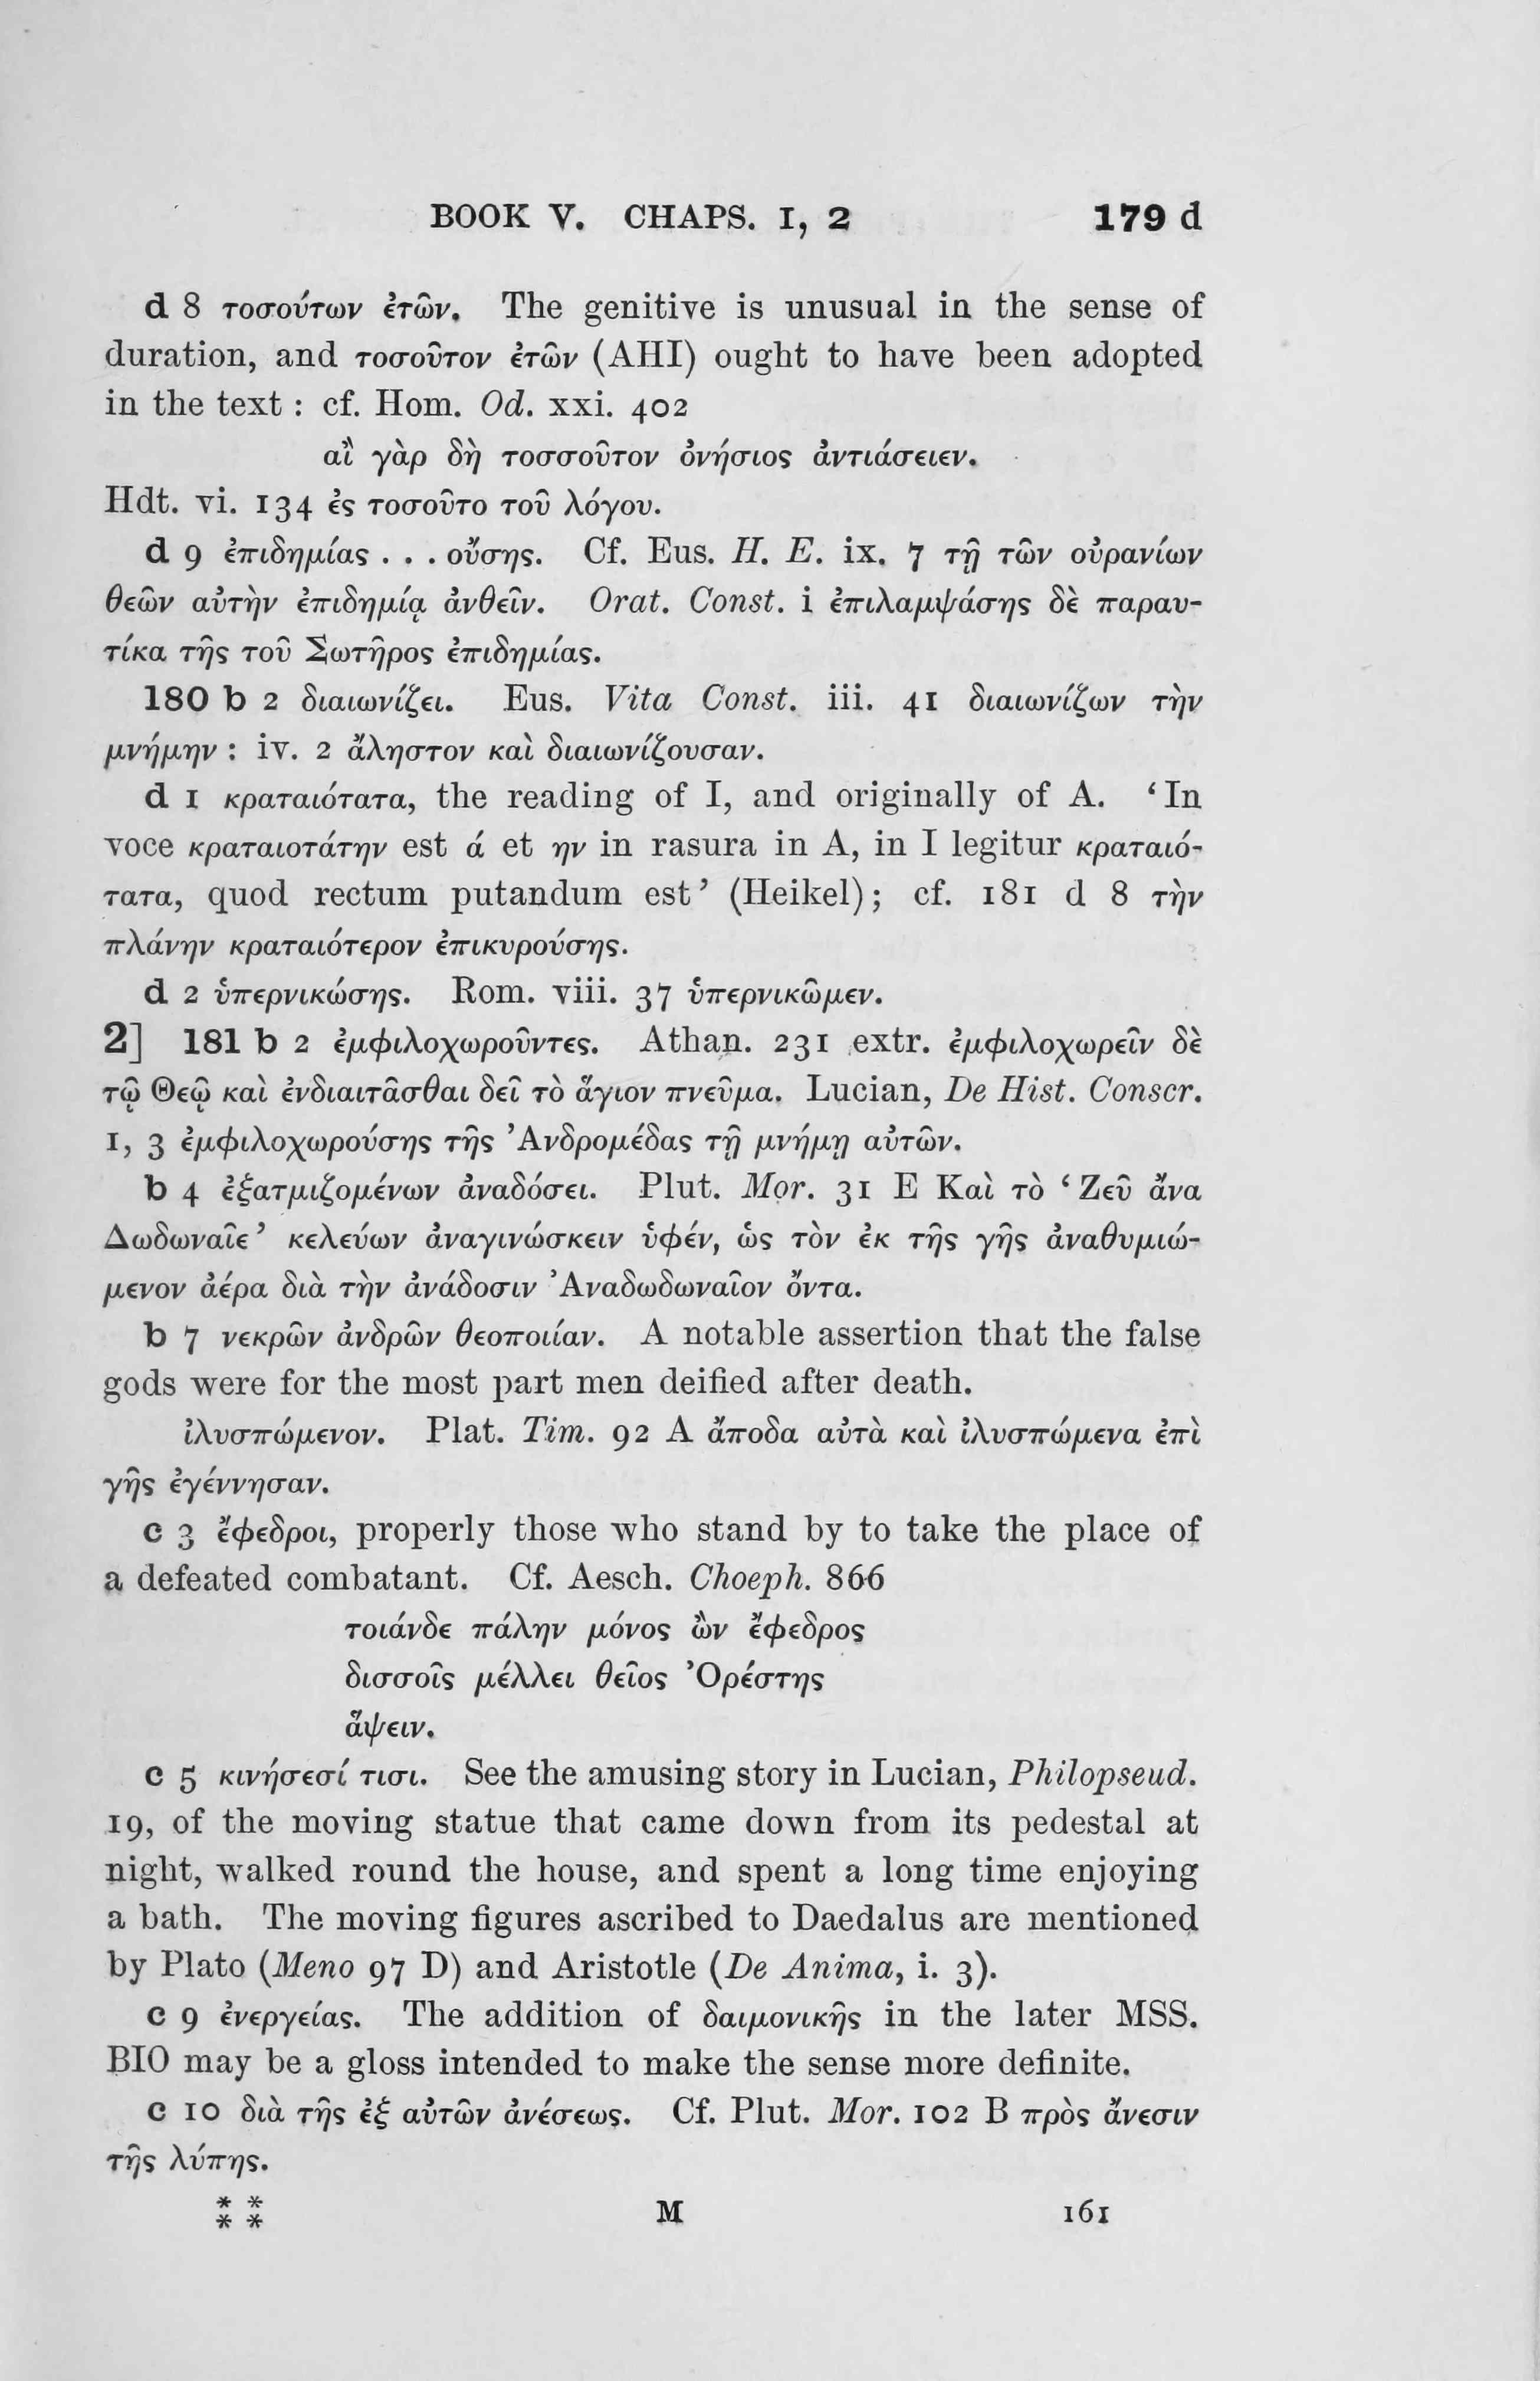 BOOK V. CHAPS. 1, 2 179 d
d 8 τοσούτων ἐτῶν. The genitive is unusual in the sense of
duration, and τοσοῦτον ἐτῶν (AHI) ought to have been adopted
in the text : cf. Hom. Od. xxi. 402
αἲ γὰρ δὴ τοσσοῦτον ὀνήσιος ἀντιάσειεν.
Hdt. vi. 134 ἐς τοσοῦτο τοῦ λόγου.
d 9 ἐπιδημίας . . . οὔσης. Cf. Eus. H. E. ix. 7 τῇ τῶν οὐρανίων
θεῶν αὐτὴν ἐπιδημίᾳ ἀνθεῖν. Orat. Const. i ἐπιλαμψάσης δὲ παραυ-
τίκα τῆς τοῦ Σωτῆρος ἐπιδημίας.
180 b 2 διαιωνίζει. Eus. Vita Const. iii. 41 διαιωνίζων τὴν
μνήμην : iv. 2 ἄληστον καὶ διαιωνίζουσαν.
d 1 κραταιότατα, the reading of I, and originally of A. ‘In
voce κραταιοτάτην est ά et ην in rasura in A, in I legitur κραταιό-
τατα, quod rectum putandum est’ (Heikel); cf. 181 d 8 τὴν
πλάνην κραταιότερον ἐπικυρούσης.
d 2 ὑπερνικώσης. Rom. viii. 37 ὑπερνικῶμεν.
2] 181 b 2 ἐμφιλοχωροῦντες. Athan. 231 extr. ἐμφιλοχωρεῖν δὲ
τῷ Θεῷ καὶ ἐνδιαιτᾶσθαι δεῖ τὸ ἅγιον πνεῦμα. Lucian, De Hist. Conscr.
1, 3 ἐμφιλοχωρούσης τῆς Ἀνδρομέδας τῇ μνήμῃ αὐτῶν.
b 4 ἐξατμιζομένων ἀναδόσει. Plut. Mor. 31 E Καὶ τὸ ‘Ζεῦ ἄνα
Δωδωναῖε’ κελεύων ἀναγινώσκειν ὑφέν, ὡς τὸν ἐκ τῆς γῆς ἀναθυμιώ-
μενον ἀέρα διὰ τὴν ἀνάδοσιν Ἀναδωδωναῖον ὄντα.
b 7 νεκρῶν ἀνδρῶν θεοποιίαν. A notable assertion that the false
gods were for the most part men deified after death.
ἰλυσπώμενον. Plat. Tim. 92 A ἄποδα αὐτὰ καὶ ἰλυσπώμενα ἐπὶ
γῆς ἐγέννησαν.
c 3 ἔφεδροι, properly those who stand by to take the place of
a defeated combatant. Cf. Aesch. Choeph. 866
τοιάνδε πάλην μόνος ὢν ἔφεδρος
δισσοῖς μέλλει θεῖος Ὀρέστης
ἅψειν.
c 5 κινήσεσί τισι. See the amusing story in Lucian, Philopseud.
19, of the moving statue that came down from its pedestal at
night, walked round the house, and spent a long time enjoying
a bath. The moving figures ascribed to Daedalus are mentioned
by Plato (Meno 97 D) and Aristotle (De Anima, i. 3).
c 9 ἐνεργείας. The addition of δαιμονικῆς in the later MSS.
BIO may be a gloss intended to make the sense more definite.
c 10 διὰ τῆς ἐξ αὐτῶν ἀνέσεως. Cf. Plut. Mor. 102 B πρὸς ἄνεσιν
τῆς λύπης.
* *
* * M 161